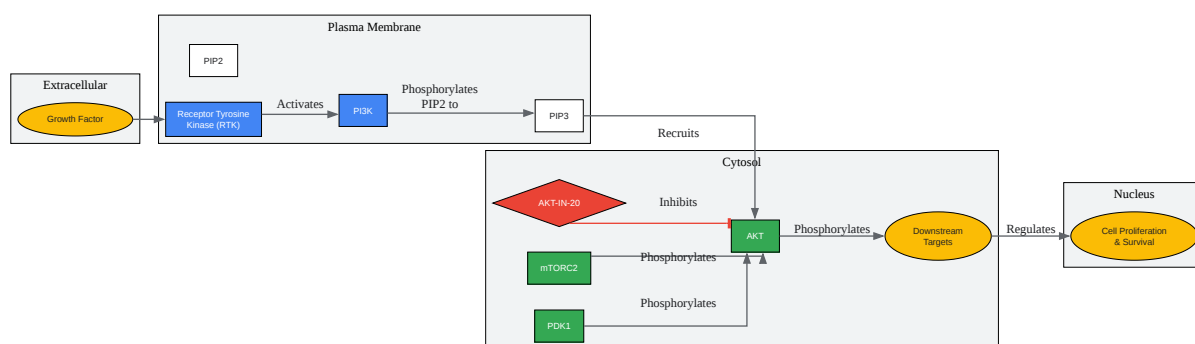 Plasma Membrane
PIP2
Extracellular
Growth Factor
Receptor Tyrosine
Kinase (RTK)
Activates
PI3K
Phosphorylates
PIP2 to
PIP3
Recruits
Cytosol
AKT-IN-20
Inhibits
AKT
mTORC2
Phosphorylates
PDK1
Phosphorylates
Phosphorylates
Downstream
Targets
Regulates
Nucleus
Cell Proliferation
& Survival